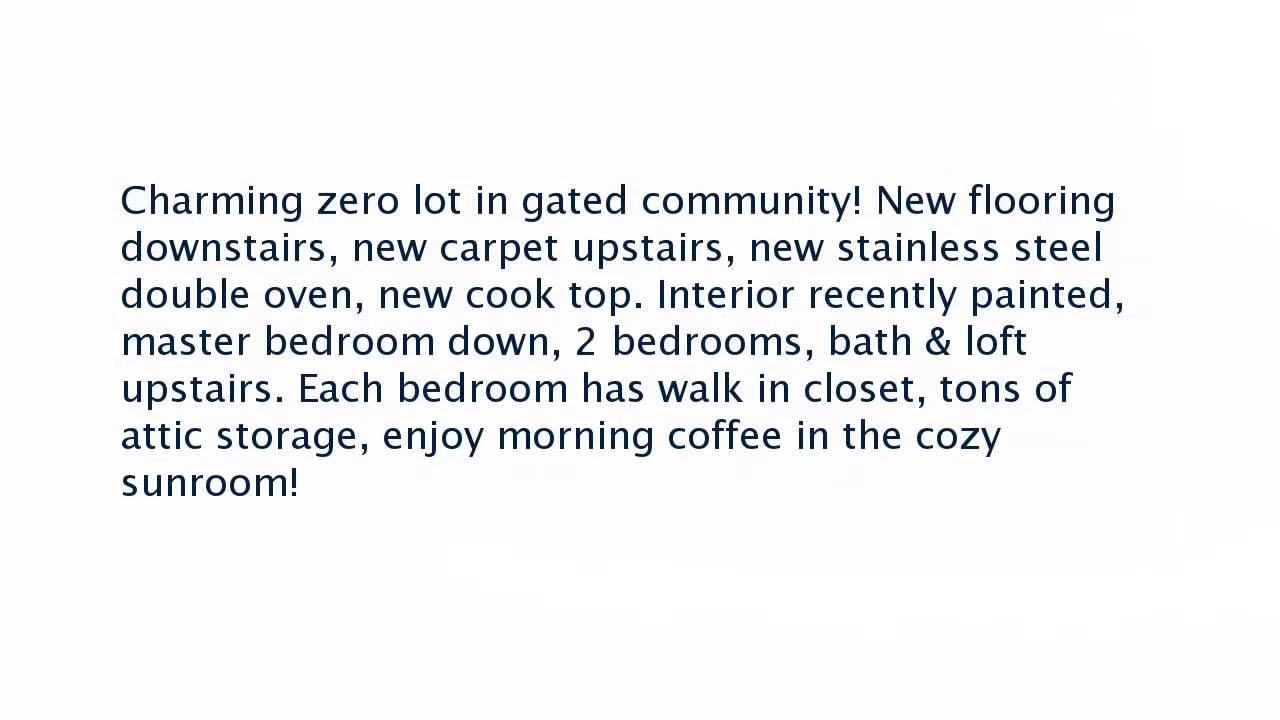 Charming zero lot in gated community! New flooring
downstairs, new carpet upstairs, new stainless steel
double oven, new cook top. Interior recently painted,
master bedroom down, 2 bedrooms, bath & loft
upstairs. Each bedroom has walk in closet, tons of
attic storage, enjoy morning coffee in the cozy
sunroom!